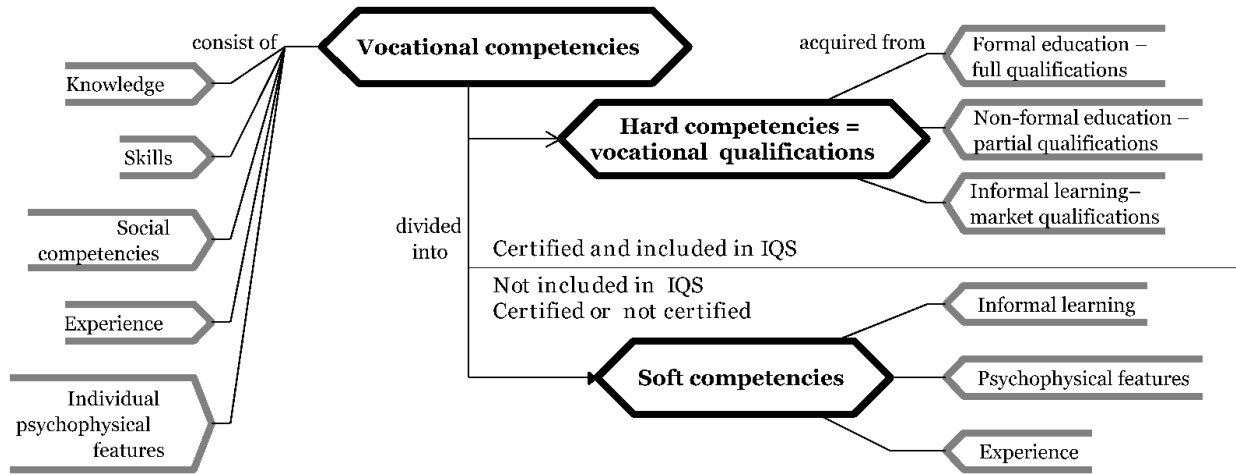 consist of
Vocational competencies
Knowledge
Skills
Social
competencies
Experience
Individual
psychophysical
features
divided
into
acquired from
Hard competencies =
vocational qualifications
Formal education –
full qualifications
Non-formal education –
partial qualifications
Informal learning–
market qualifications
Certified and included in IQS
Not included in IQS
Certified or not certified
Soft competencies
Informal learning
Psychophysical features
Experience